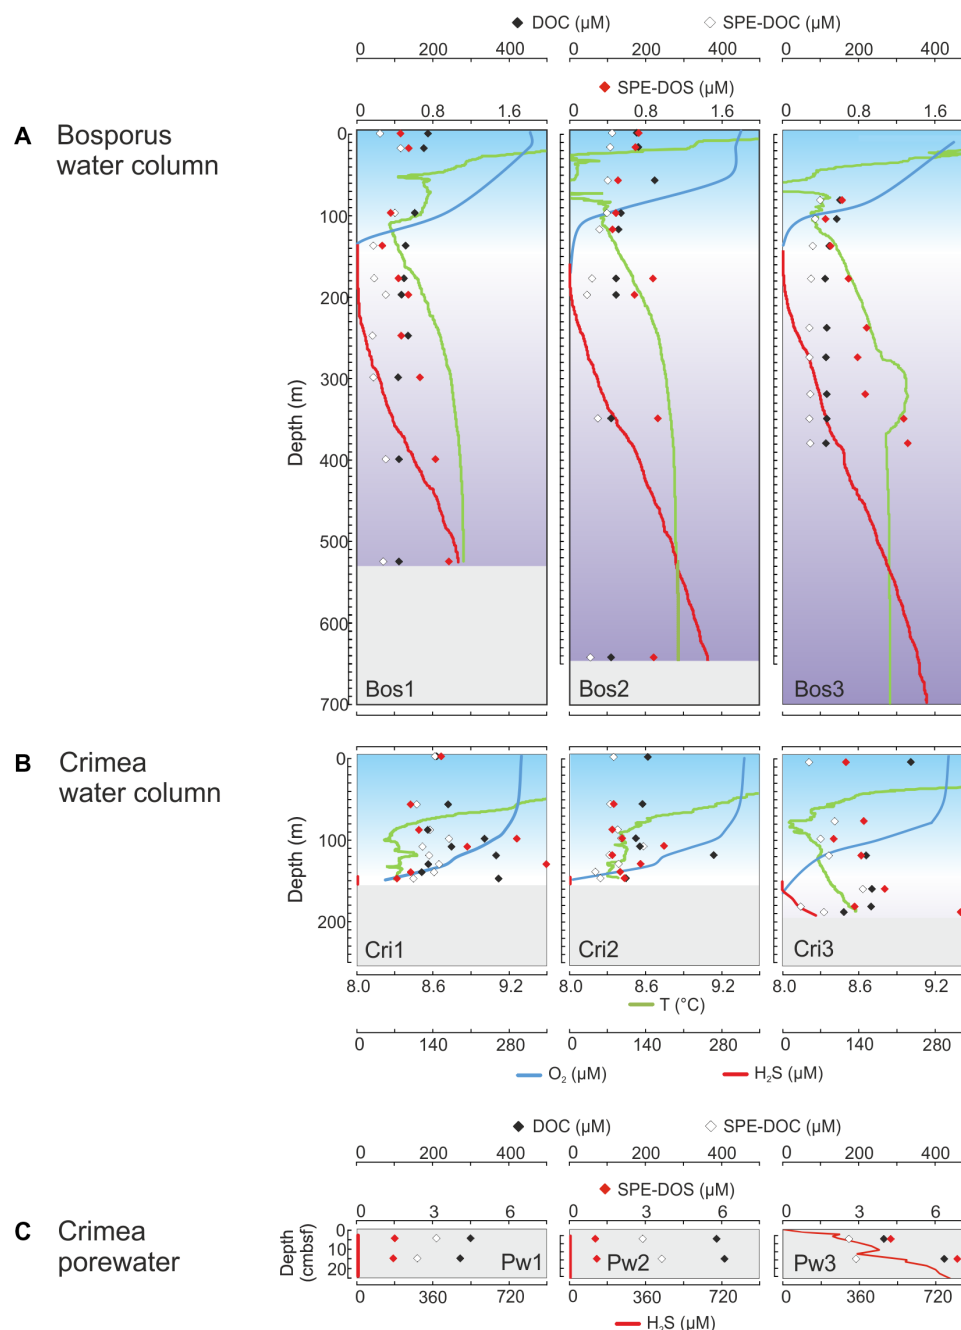 DOC (µM) SPE-DOC (µM)
0 200 400 0 200 400 0 200 400
SPE-DOS (µM)
0 0.8 1.6 0 0.8 1.6 0 0.8 1.6
A Bosporus
water column
Depth (m)
0
100
200
300
400
500
600
700
Bos1 Bos2 Bos3
B Crimea
water column
Depth (m)
0
100
200
Cri1 Cri2 Cri3
8.0 8.6 9.2 8.0 8.6 9.2 8.0 8.6 9.2
T (°C)
0 140 280 0 140 280 0 140 280
O₂ (µM) H₂S (µM)
DOC (µM) SPE-DOC (µM)
0 200 400 0 200 400 0 200 400
SPE-DOS (µM)
0 3 6 0 3 6 0 3 6
C Crimea
porewater
Depth
(cmbsf)
0
10
20
Pw1 Pw2 Pw3
0 360 720 0 360 720 0 360 720
H₂S (µM)